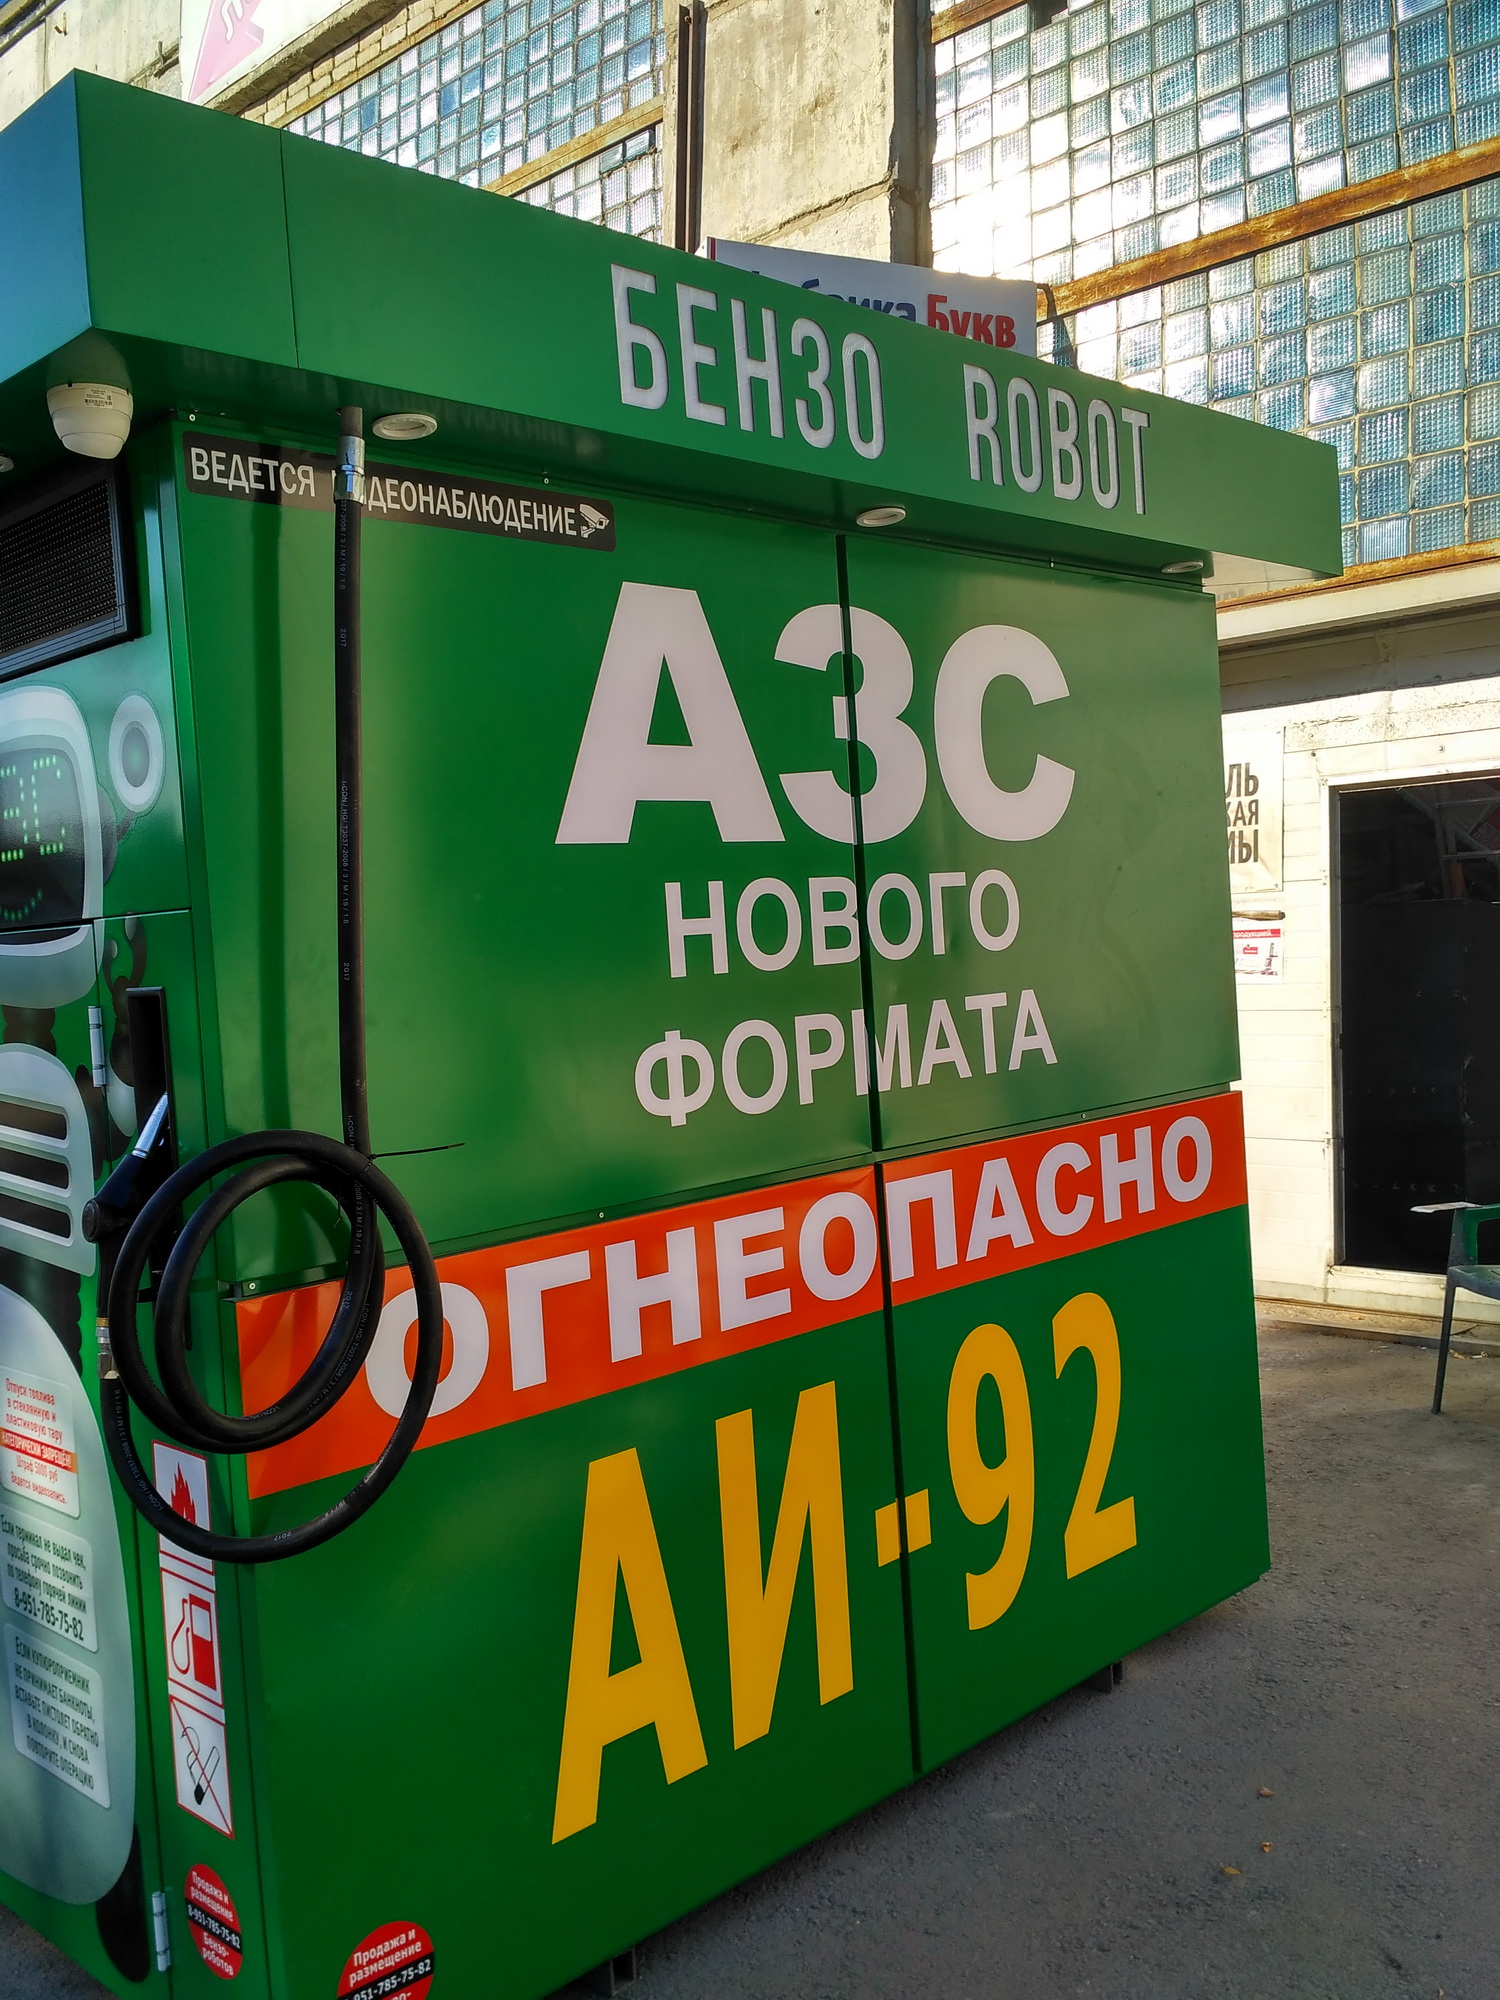 Букв
БЕНЗО ROBOT
ВЕДЕТСЯ ВИДЕОНАБЛЮДЕНИЕ
АЗС
НОВОГО
ФОРМАТА
ОГНЕОПАСНО
АИ-92
Отпуск топлива
в стеклянную и
пластиковую тару
КАТЕГОРИЧЕСКИ ЗАПРЕЩЕН!
Штраф 5000 руб
Ведется видеозапись.
Если терминал не выдал чек,
просьба срочно позвонить
по телефону горячей линии
8-951-785-75-82
Если купюроприемник
не принимает банкноты,
вставьте пистолет обратно
в колонку, и снова
повторите операцию
Продажа и
размещение
8-951-785-75-82
Бензо-
роботов
Продажа и
размещение
951-785-75-82